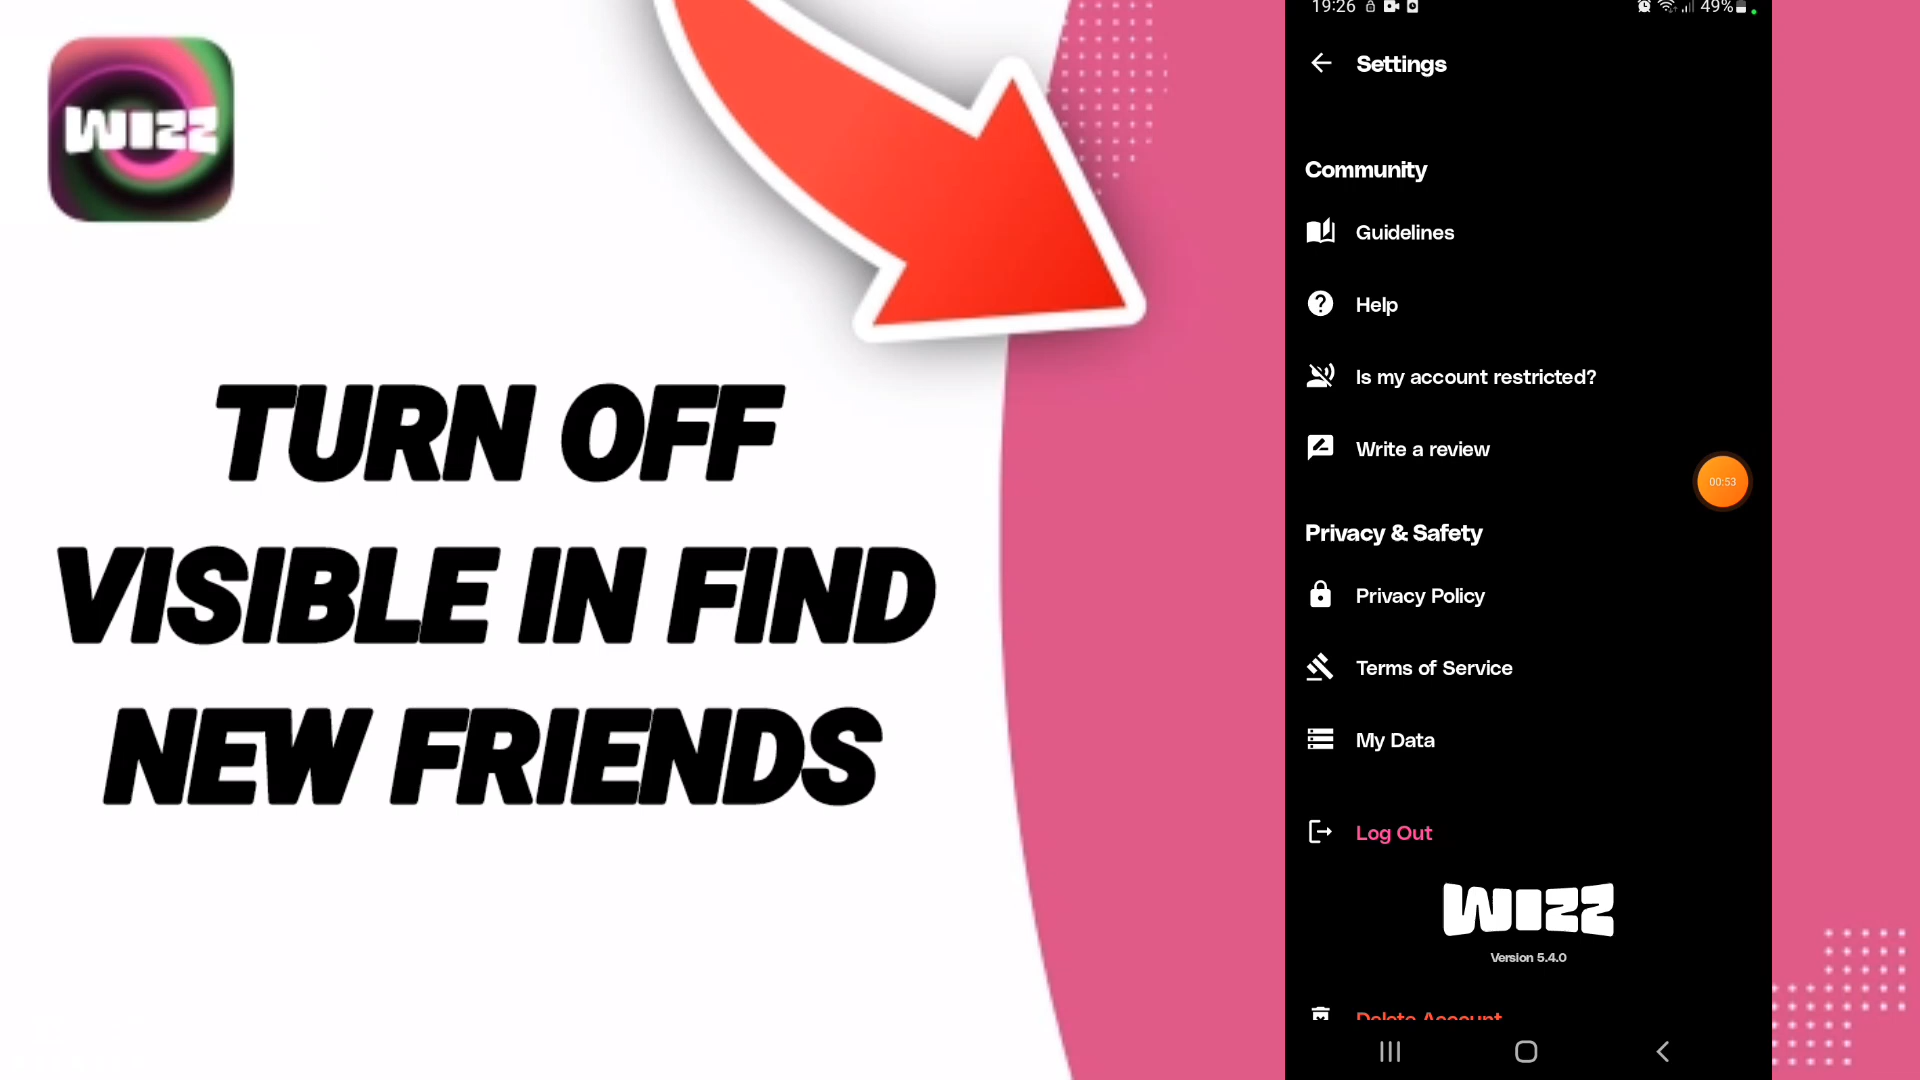 WIZZ
TURN OFF
VISIBLE IN FIND
NEW FRIENDS
19:26
49%
Settings
Community
Guidelines
Help
Is my account restricted?
Write a review
00:53
Privacy & Safety
Privacy Policy
Terms of Service
My Data
Log Out
WIZZ
Version 5.4.0
Delete Account